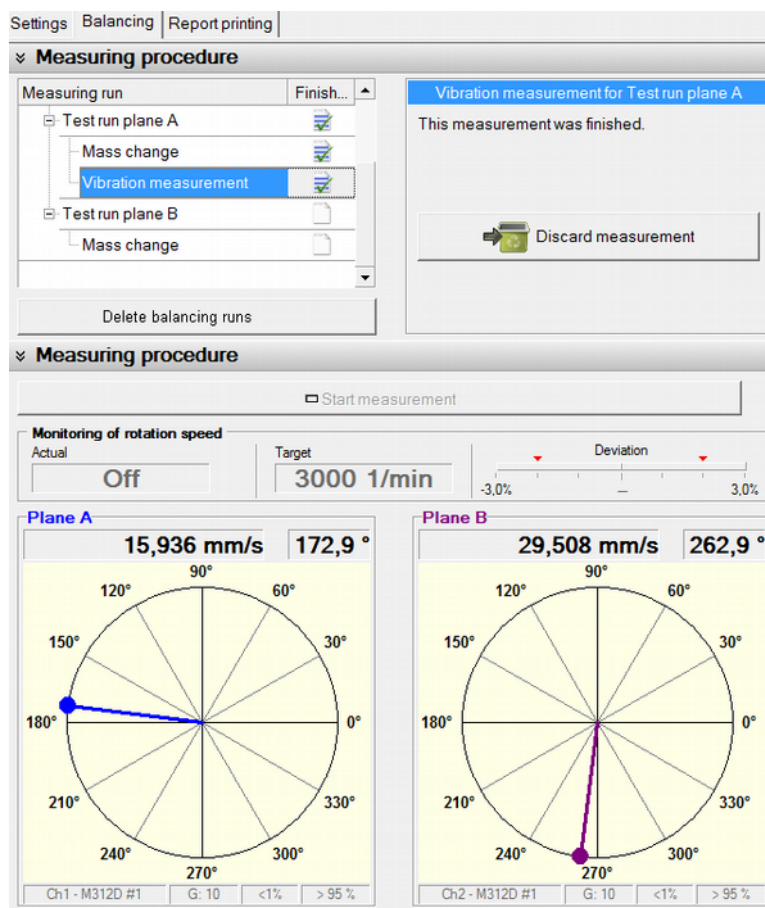 Settings Balancing Report printing
Measuring procedure
Measuring run Finish...
Test run plane A
Mass change
Vibration measurement
Test run plane B
Mass change
Delete balancing runs
Vibration measurement for Test run plane A
This measurement was finished.
Discard measurement
Measuring procedure
Start measurement
Monitoring of rotation speed
Actual Target Deviation
Off 3000 1/min
-3,0% – 3,0%
Plane A
15,936 mm/s 172,9 °
90°
120° 60°
150° 30°
180° 0°
210° 330°
240° 300°
270°
Ch1 - M312D #1 G: 10 <1% > 95 %
Plane B
29,508 mm/s 262,9 °
90°
120° 60°
150° 30°
180° 0°
210° 330°
240° 300°
270°
Ch2 - M312D #1 G: 10 <1% > 95 %